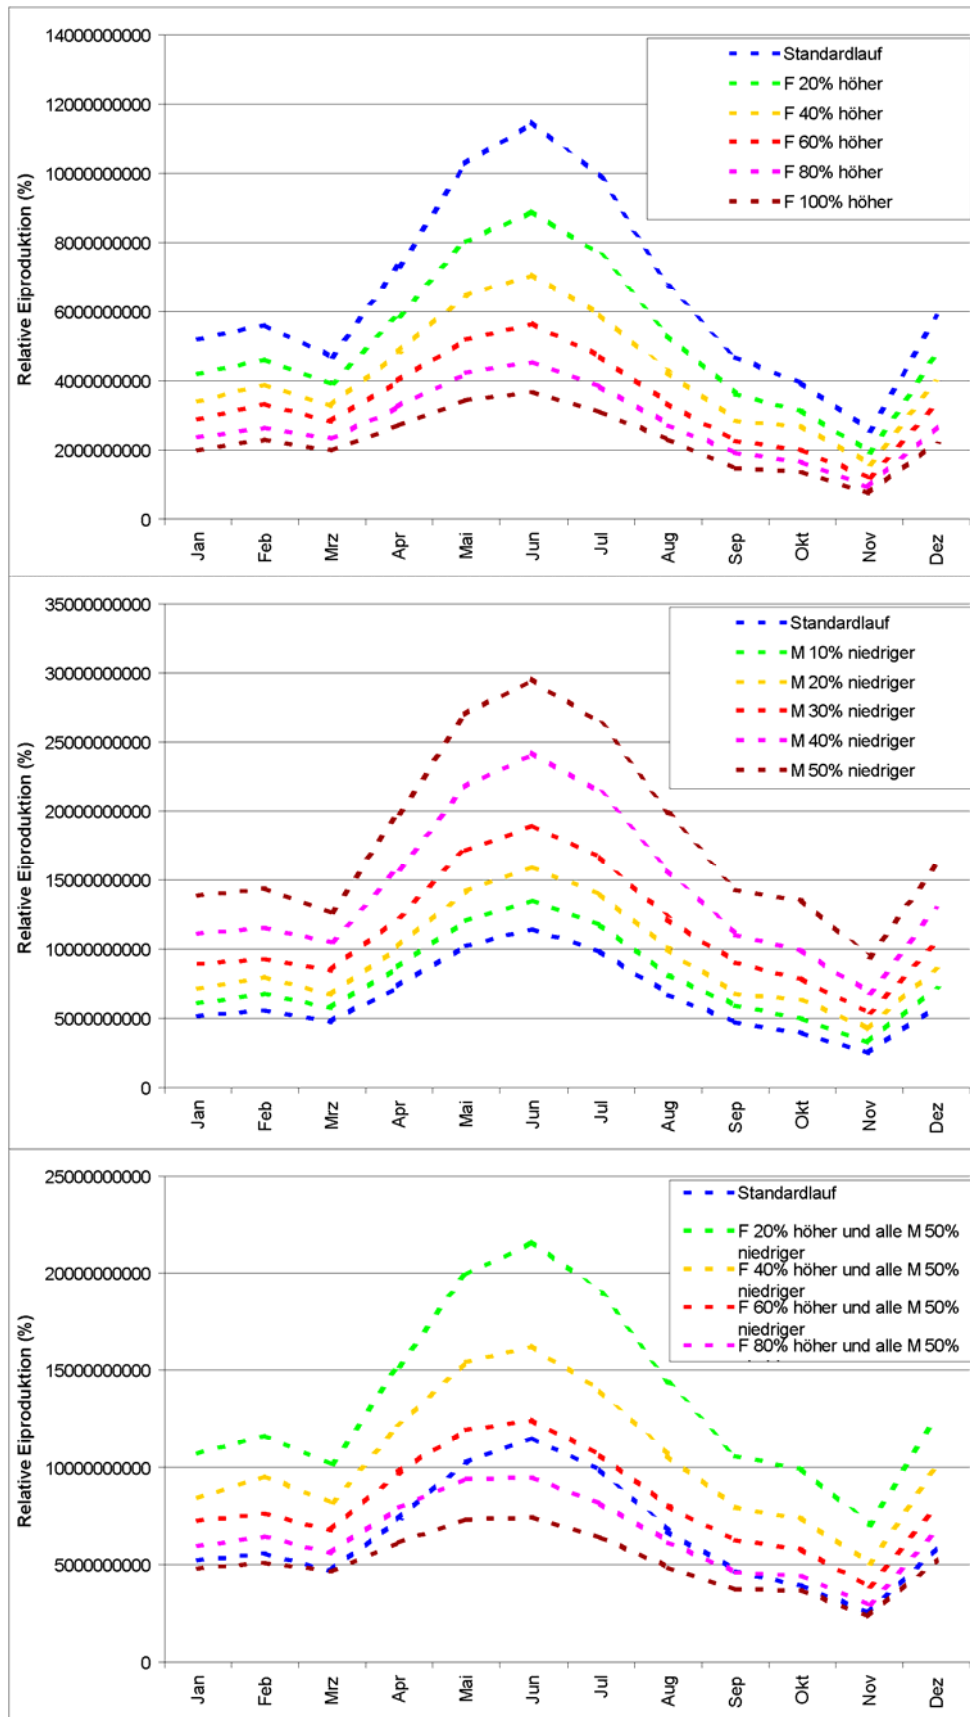 14000000000
12000000000
10000000000
8000000000
6000000000
4000000000
2000000000
0
Relative Eiproduktion (%)
Standardlauf
F 20% höher
F 40% höher
F 60% höher
F 80% höher
F 100% höher
Jan Feb Mrz Apr Mai Jun Jul Aug Sep Okt Nov Dez
35000000000
30000000000
25000000000
20000000000
15000000000
10000000000
5000000000
0
Relative Eiproduktion (%)
Standardlauf
M 10% niedriger
M 20% niedriger
M 30% niedriger
M 40% niedriger
M 50% niedriger
Jan Feb Mrz Apr Mai Jun Jul Aug Sep Okt Nov Dez
25000000000
20000000000
15000000000
10000000000
5000000000
0
Relative Eiproduktion (%)
Standardlauf
F 20% höher und alle M 50%
niedriger
F 40% höher und alle M 50%
niedriger
F 60% höher und alle M 50%
niedriger
F 80% höher und alle M 50%
Jan Feb Mrz Apr Mai Jun Jul Aug Sep Okt Nov Dez